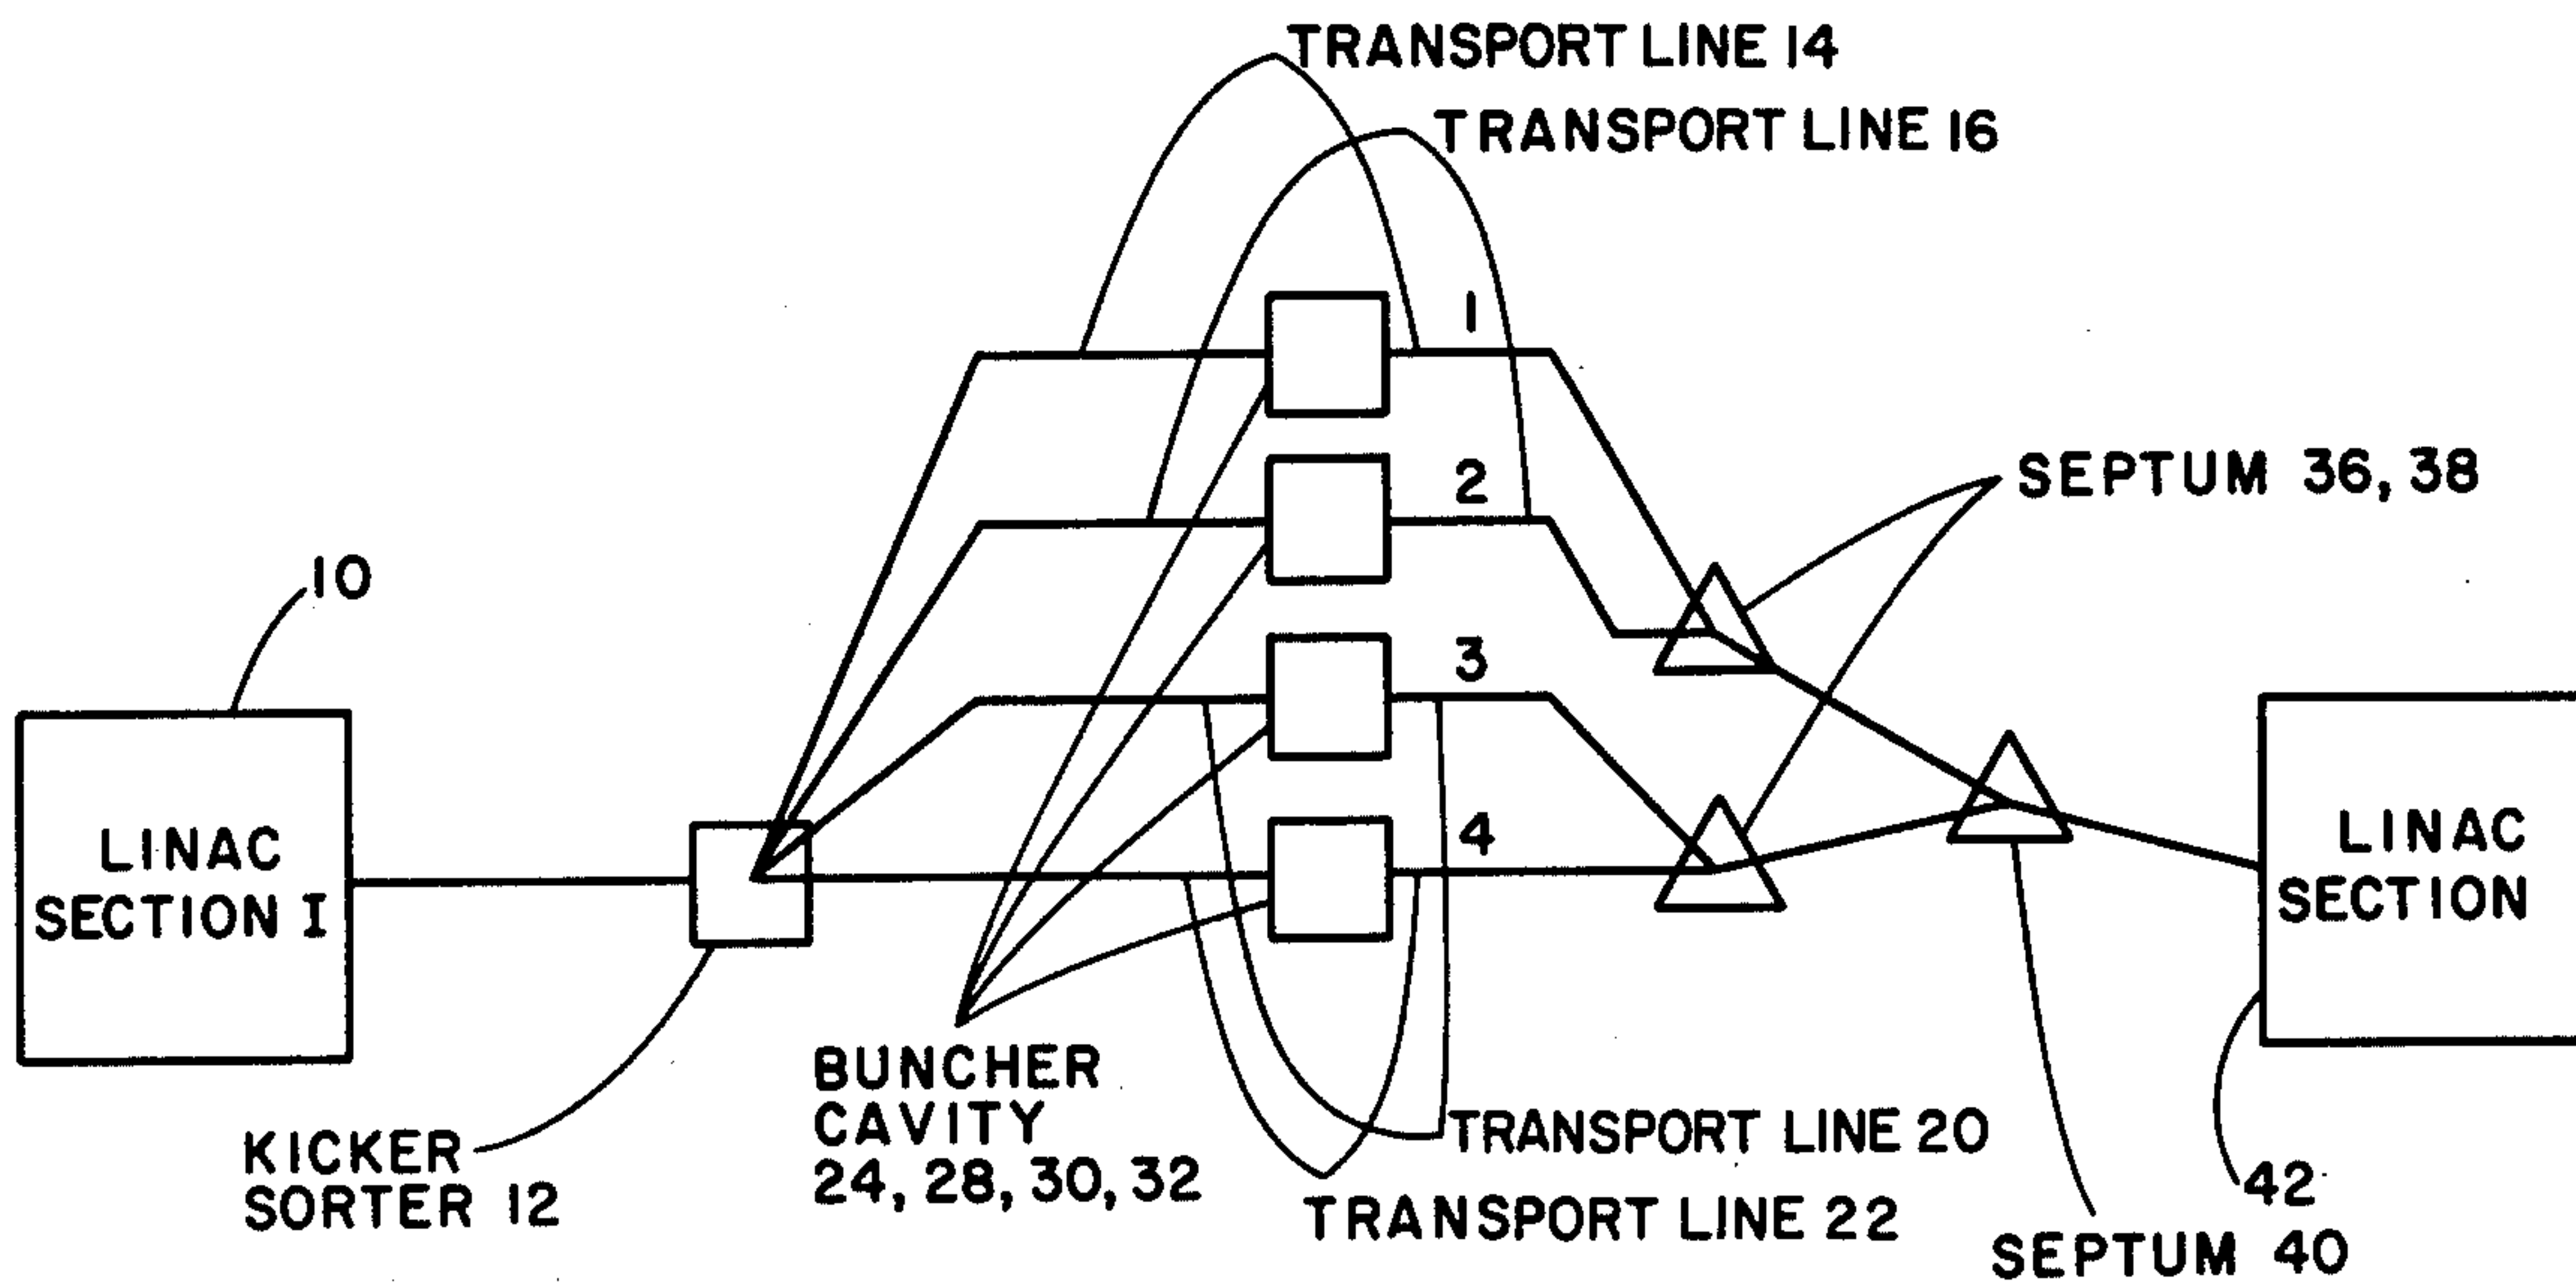 TRANSPORT LINE 14
TRANSPORT LINE 16
1
2
SEPTUM 36, 38
10
3
LINAC
SECTION I
4
LINAC
SECTION
BUNCHER
CAVITY
24, 28, 30, 32
KICKER
SORTER 12
TRANSPORT LINE 20
TRANSPORT LINE 22
42
SEPTUM 40